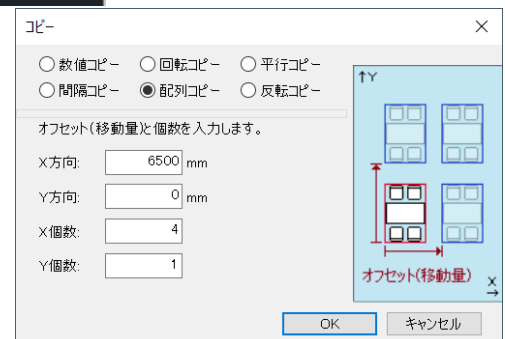 コピー
数値コピー 回転コピー 平行コピー
間隔コピー 配列コピー 反転コピー
オフセット(移動量)と個数を入力します。
X方向: 6500 mm
Y方向: 0 mm
X個数: 4
Y個数: 1
↑Y
オフセット(移動量)
X
→
OK キャンセル